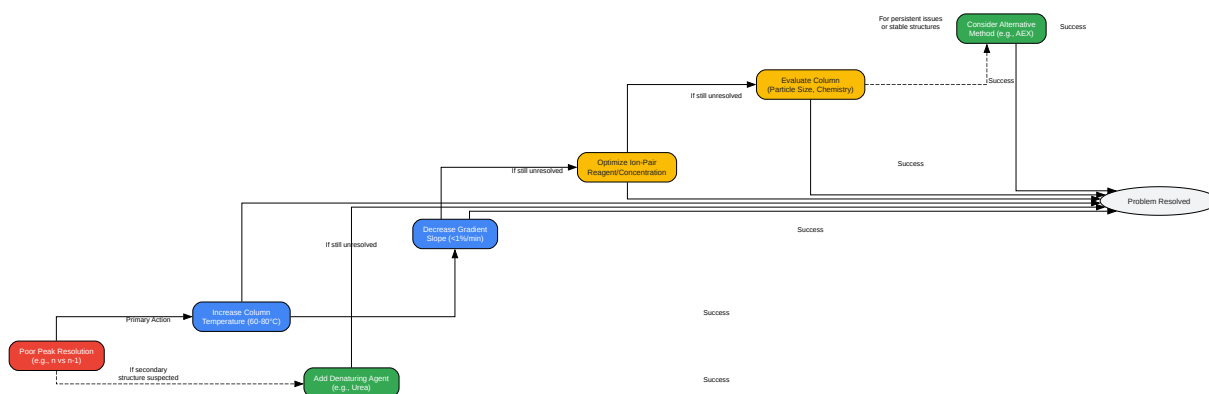 For persistent issues
or stable structures
Consider Alternative
Method (e.g., AEX)
Success
Evaluate Column
(Particle Size, Chemistry)
Success
If still unresolved
Optimize Ion-Pair
Reagent/Concentration
Success
If still unresolved
Problem Resolved
Decrease Gradient
Slope (<1%/min)
Success
If still unresolved
Increase Column
Temperature (60-80°C)
Success
Primary Action
Poor Peak Resolution
(e.g., n vs n-1)
If secondary
structure suspected
Add Denaturing Agent
(e.g., Urea)
Success